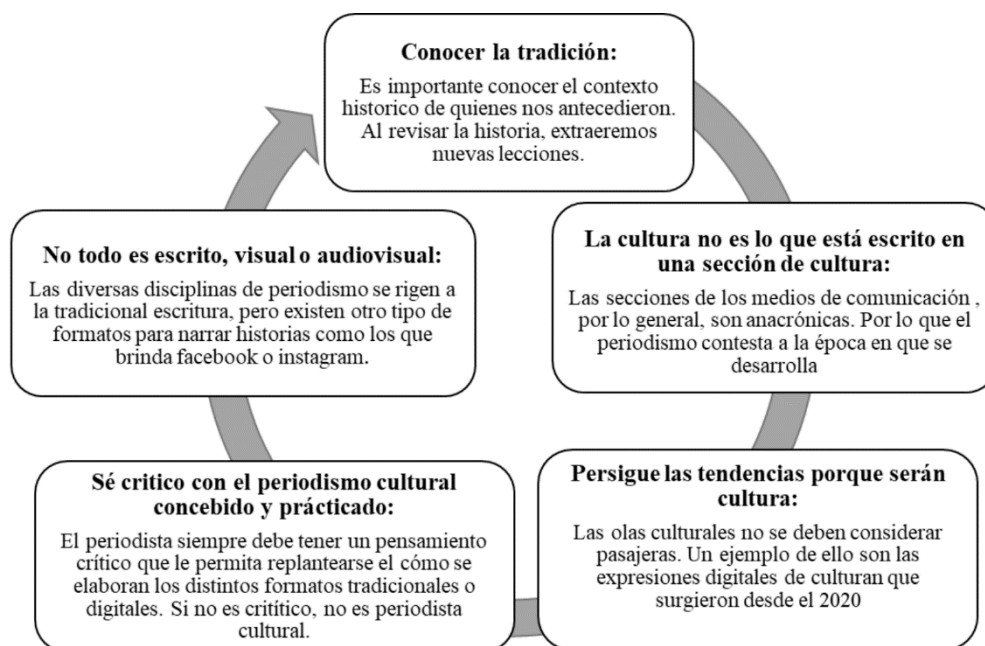 Conocer la tradición:
Es importante conocer el contexto
historico de quienes nos antecedieron.
Al revisar la historia, extraeremos
nuevas lecciones.
La cultura no es lo que está escrito en
una sección de cultura:
Las secciones de los medios de comunicación ,
por lo general, son anacrónicas. Por lo que el
periodismo contesta a la época en que se
desarrolla
Persigue las tendencias porque serán
cultura:
Las olas culturales no se deben considerar
pasajeras. Un ejemplo de ello son las
expresiones digitales de culturan que
surgieron desde el 2020
Sé critico con el periodismo cultural
concebido y prácticado:
El periodista siempre debe tener un pensamiento
crítico que le permita replantearse el cómo se
elaboran los distintos formatos tradicionales o
digitales. Si no es critítico, no es periodista
cultural.
No todo es escrito, visual o audiovisual:
Las diversas disciplinas de periodismo se rigen a
la tradicional escritura, pero existen otro tipo de
formatos para narrar historias como los que
brinda facebook o instagram.